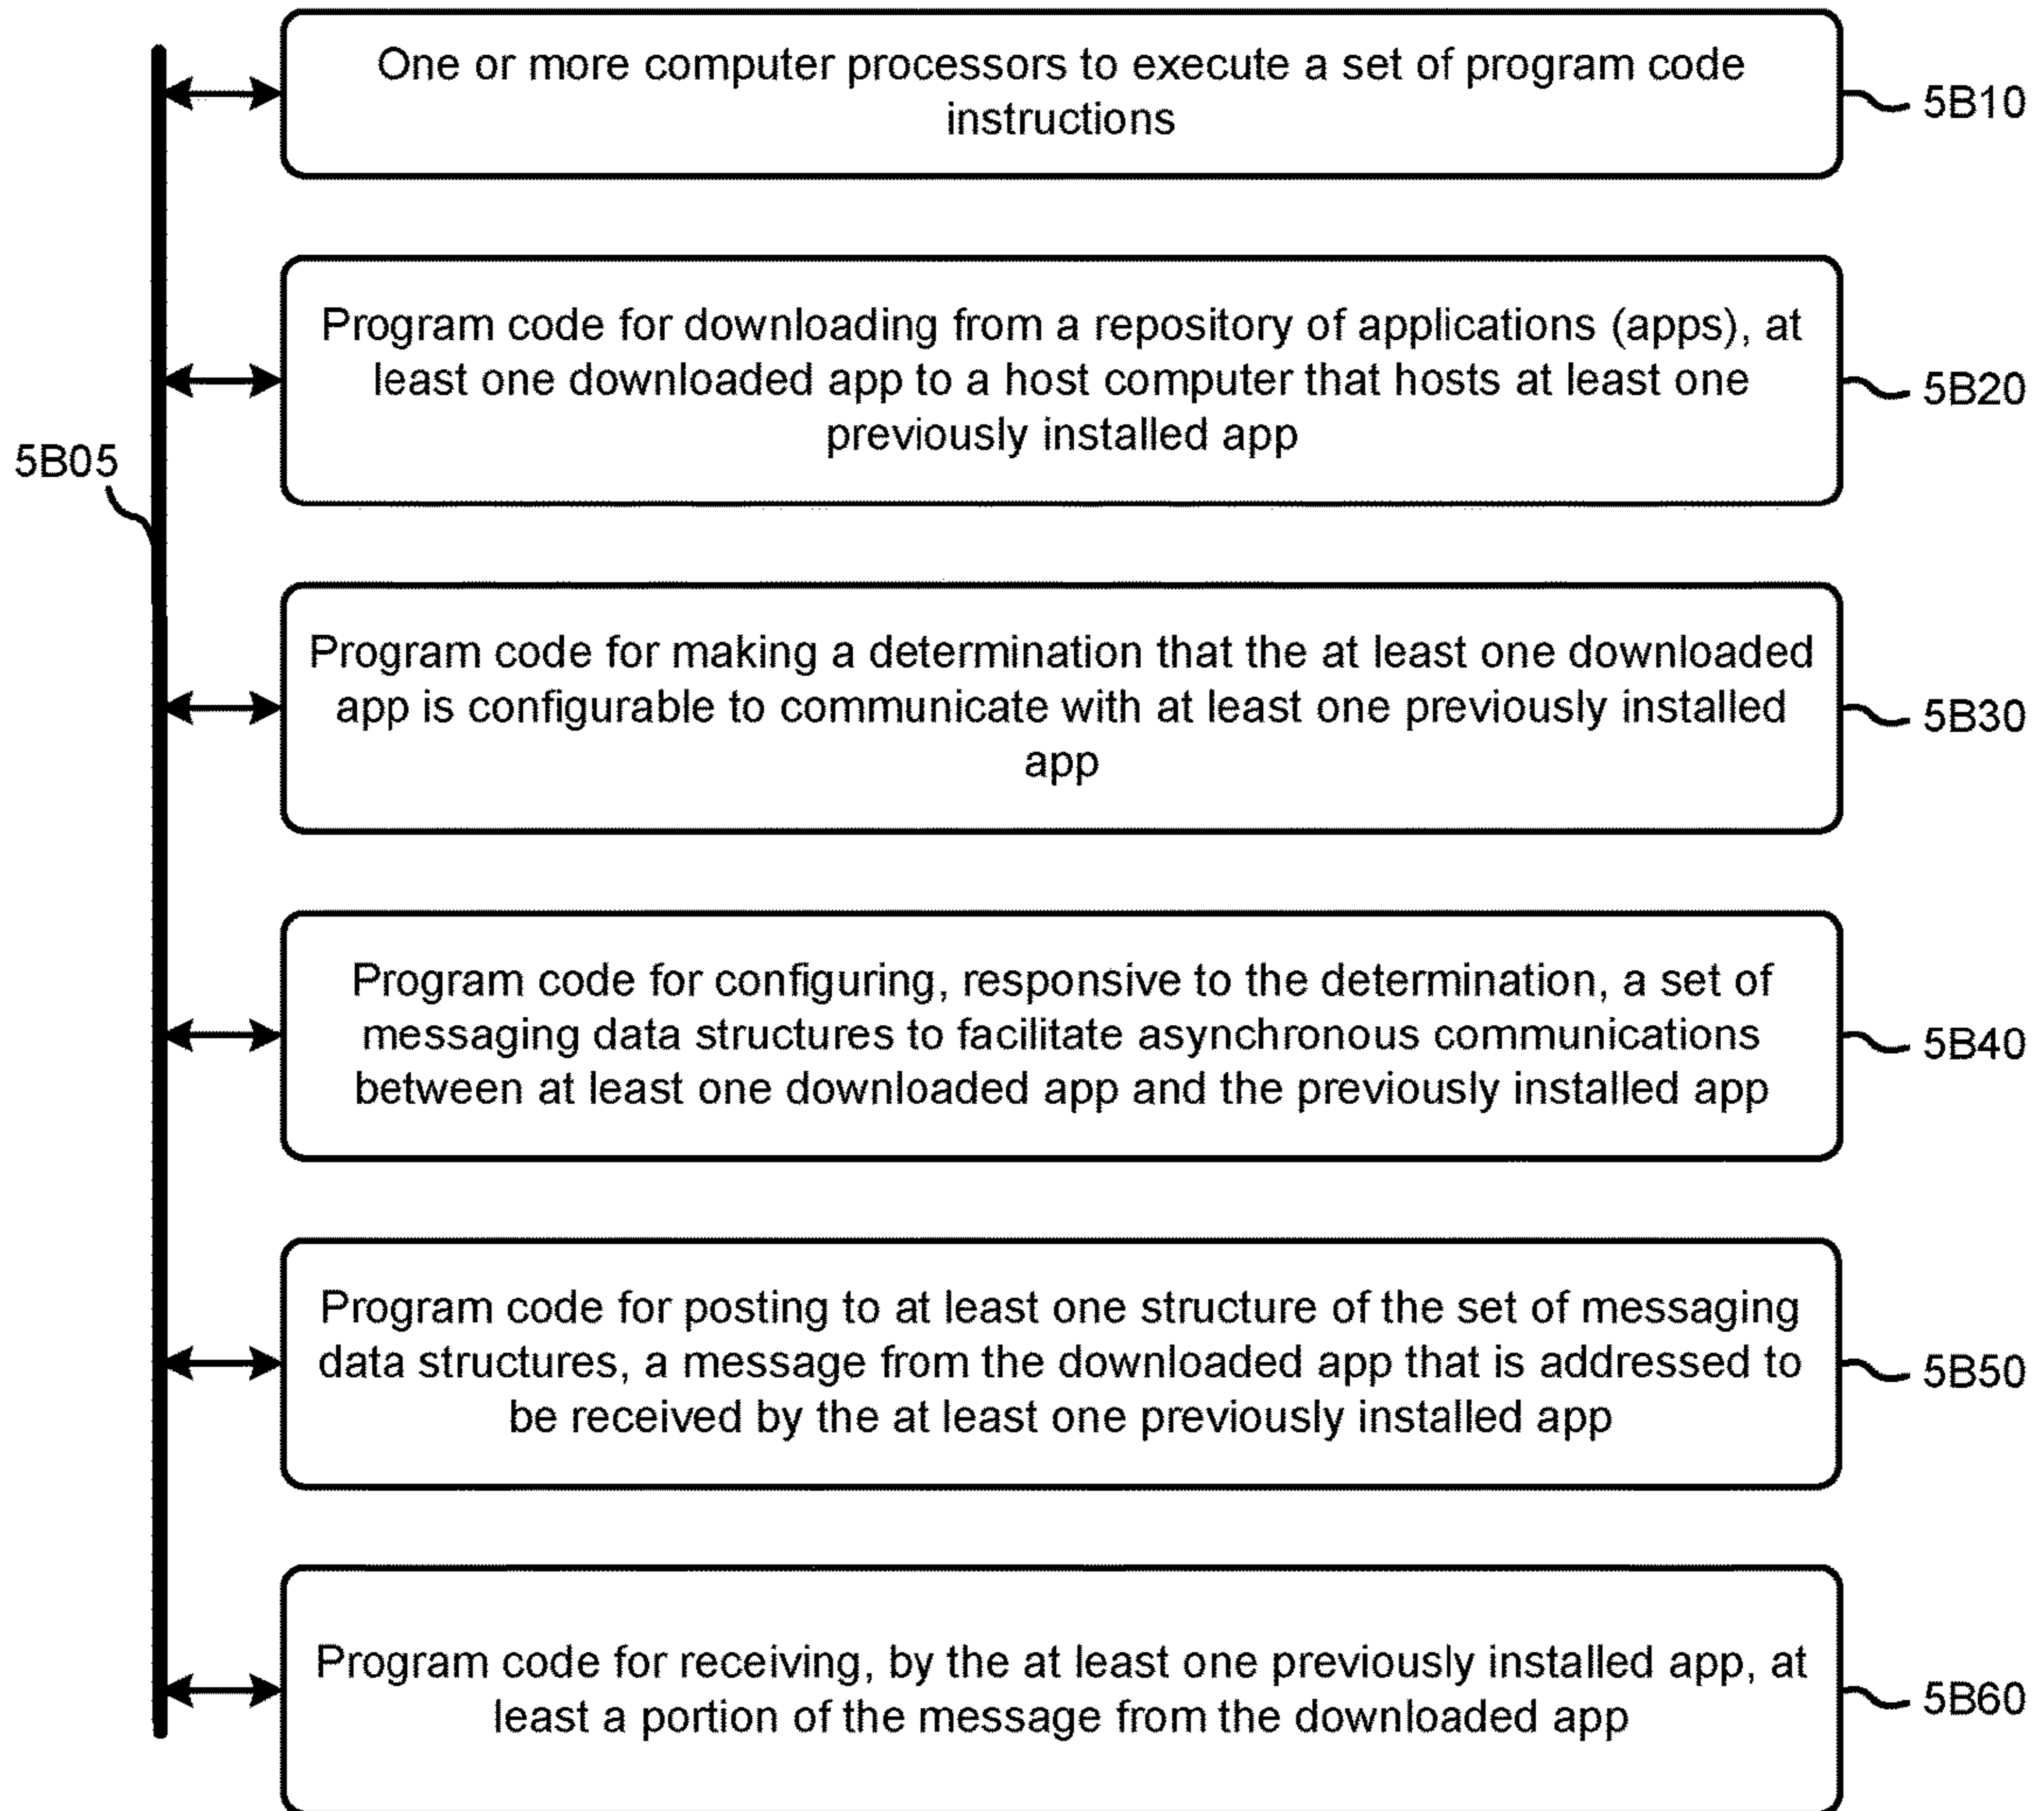 One or more computer processors to execute a set of program code
instructions
5B10
Program code for downloading from a repository of applications (apps), at
least one downloaded app to a host computer that hosts at least one
previously installed app
5B20
5B05
Program code for making a determination that the at least one downloaded
app is configurable to communicate with at least one previously installed
app
5B30
Program code for configuring, responsive to the determination, a set of
messaging data structures to facilitate asynchronous communications
between at least one downloaded app and the previously installed app
5B40
Program code for posting to at least one structure of the set of messaging
data structures, a message from the downloaded app that is addressed to
be received by the at least one previously installed app
5B50
Program code for receiving, by the at least one previously installed app, at
least a portion of the message from the downloaded app
5B60